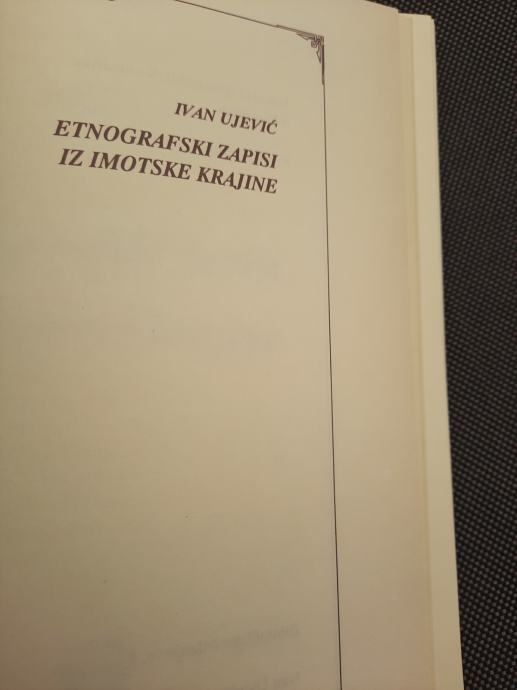 IVAN UJEVIĆ
ETNOGRAFSKI ZAPISI
IZ IMOTSKE KRAJINE